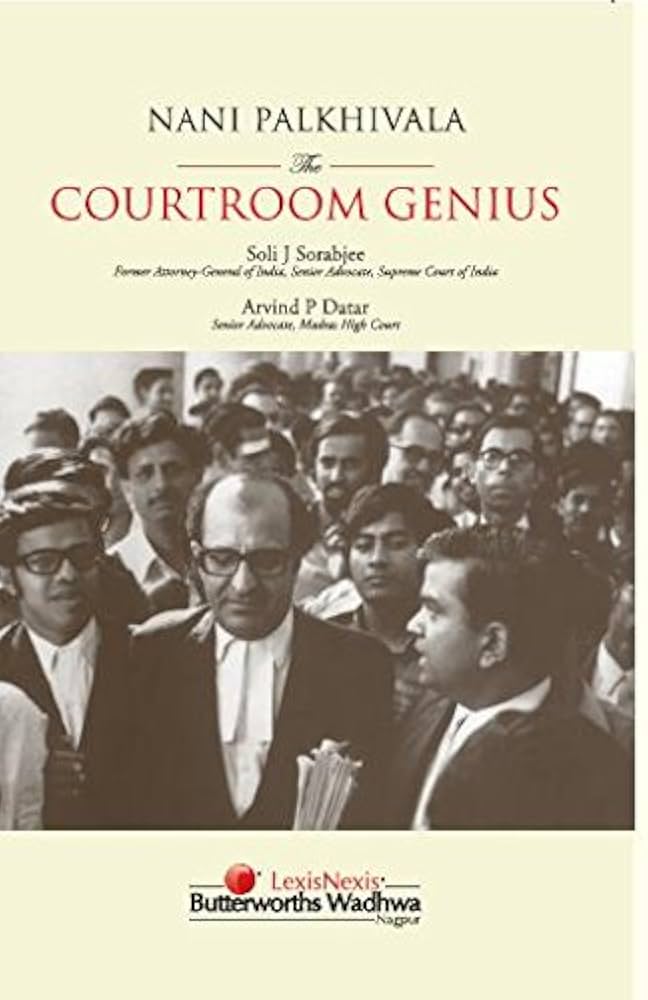 NANI PALKHIVALA
The
COURTROOM GENIUS
Soli J Sorabjee
Former Attorney-General of India, Senior Advocate, Supreme Court of India
Arvind P Datar
Senior Advocate, Madras High Court
LexisNexis
Butterworths Wadhwa
Nagpur